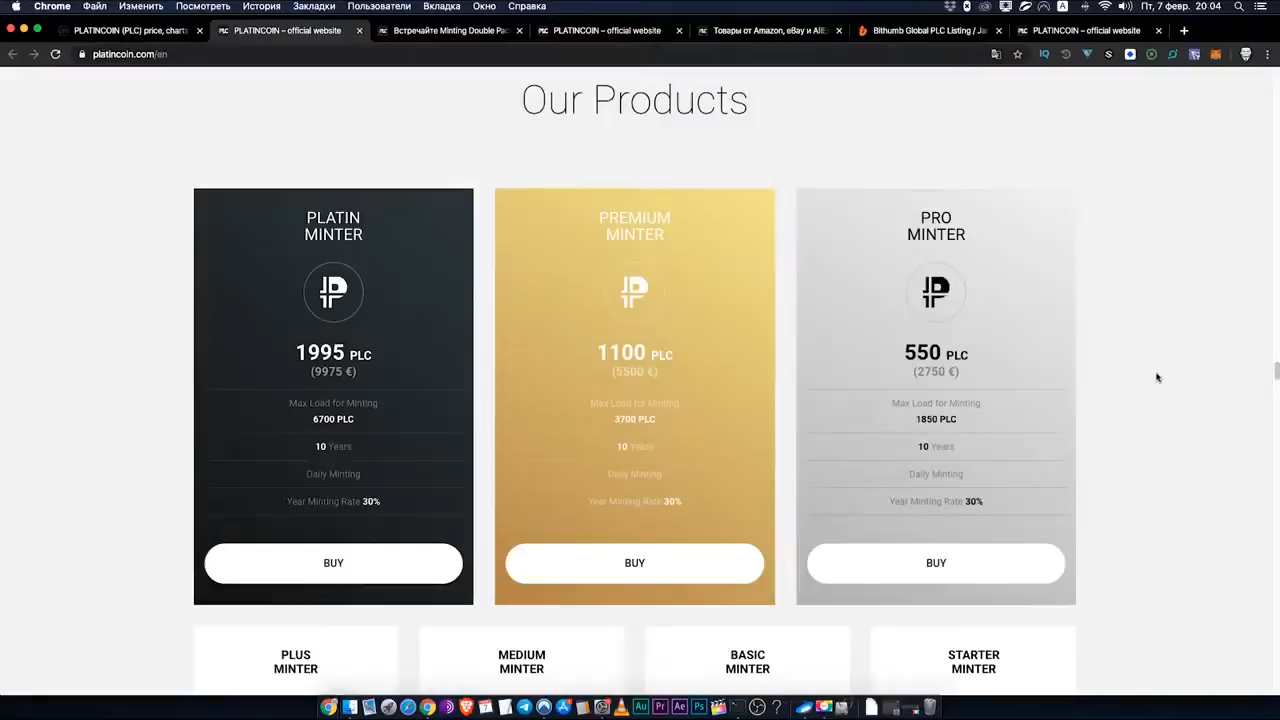 Chrome Файл Изменить Посмотреть История Закладки Пользователи Вкладка Окно Справка Пт, 7 февр. 20:04
PLATINCOIN (PLC) price, charts PLATINCOIN – official website Встречайте Minting Double Pac PLATINCOIN – official website Товары от Amazon, eBay и AliE Bithumb Global PLC Listing / Ja PLATINCOIN – official website
platincoin.com/en
Our Products
PLATIN
MINTER
1995 PLC
(9975 €)
Max Load for Minting
6700 PLC
10 Years
Daily Minting
Year Minting Rate 30%
BUY
PREMIUM
MINTER
1100 PLC
(5500 €)
Max Load for Minting
3700 PLC
10 Years
Daily Minting
Year Minting Rate 30%
BUY
PRO
MINTER
550 PLC
(2750 €)
Max Load for Minting
1850 PLC
10 Years
Daily Minting
Year Minting Rate 30%
BUY
PLUS
MINTER
MEDIUM
MINTER
BASIC
MINTER
STARTER
MINTER